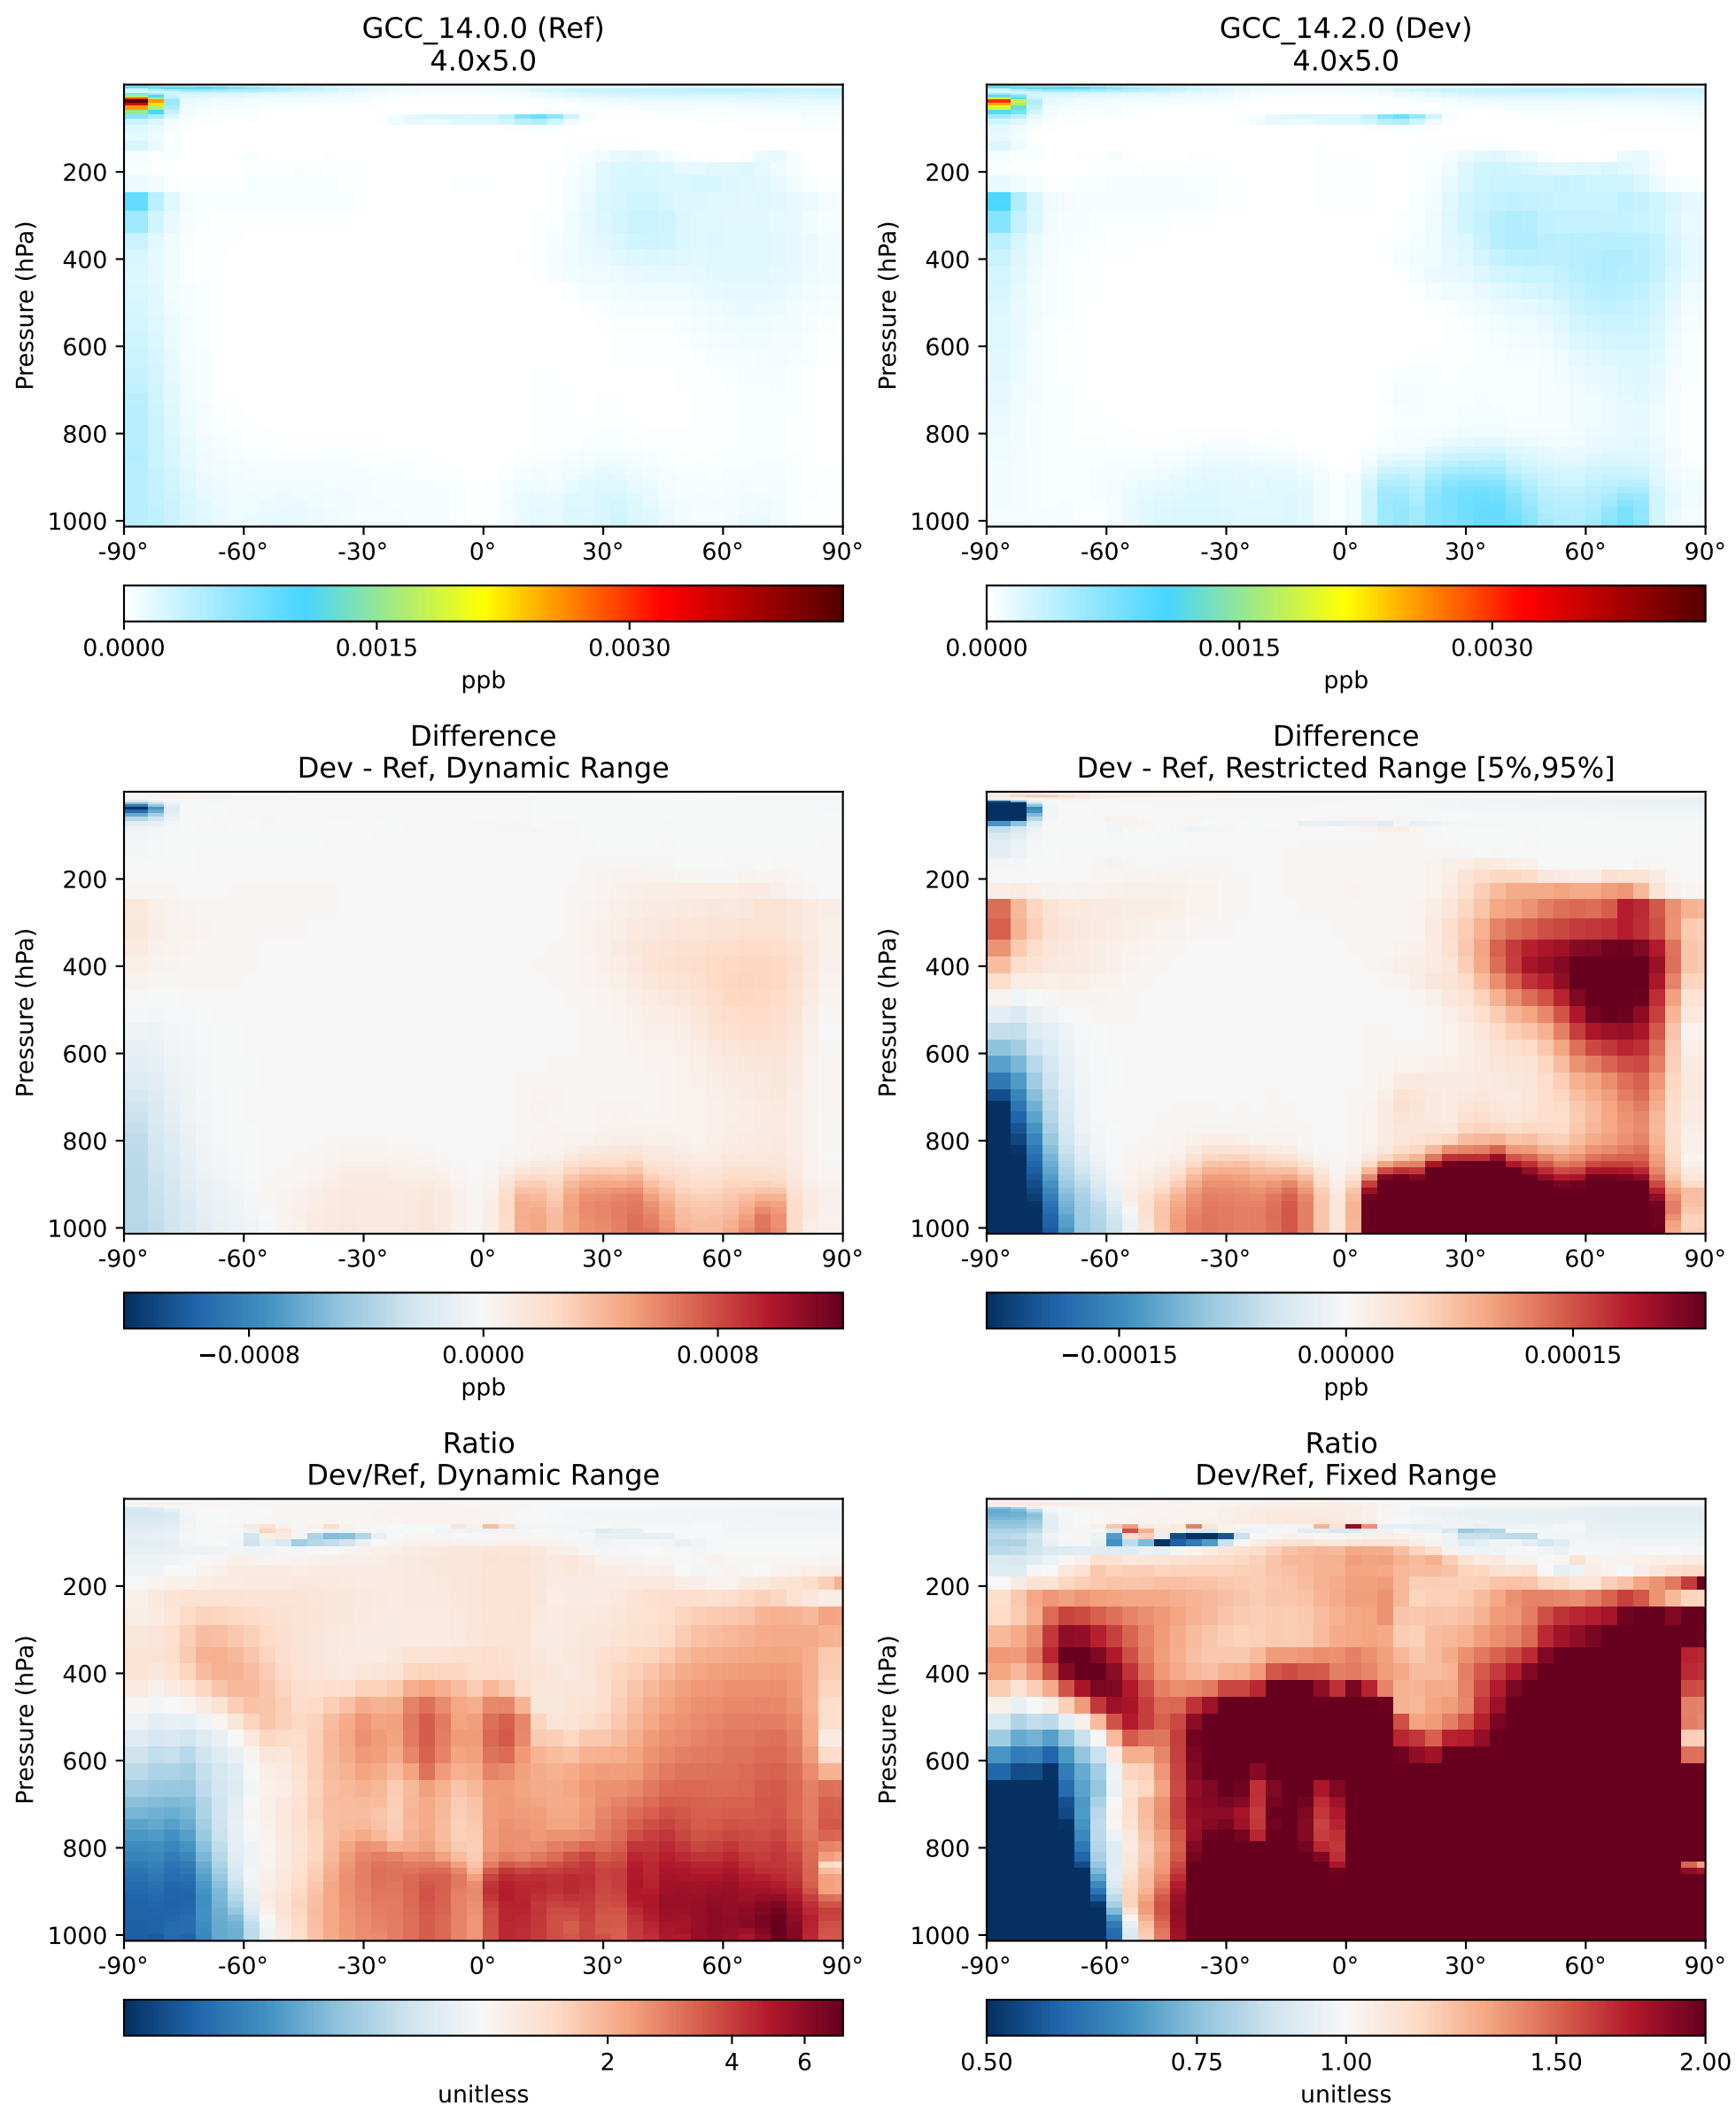 GCC_14.0.0 (Ref)
4.0x5.0
Pressure (hPa)
200
400
600
800
1000
-90° -60° -30° 0° 30° 60° 90°
0.0000 0.0015 0.0030
ppb
GCC_14.2.0 (Dev)
4.0x5.0
Pressure (hPa)
200
400
600
800
1000
-90° -60° -30° 0° 30° 60° 90°
0.0000 0.0015 0.0030
ppb
Difference
Dev - Ref, Dynamic Range
Pressure (hPa)
200
400
600
800
1000
-90° -60° -30° 0° 30° 60° 90°
−0.0008 0.0000 0.0008
ppb
Difference
Dev - Ref, Restricted Range [5%,95%]
Pressure (hPa)
200
400
600
800
1000
-90° -60° -30° 0° 30° 60° 90°
−0.00015 0.00000 0.00015
ppb
Ratio
Dev/Ref, Dynamic Range
Pressure (hPa)
200
400
600
800
1000
-90° -60° -30° 0° 30° 60° 90°
2 4 6
unitless
Ratio
Dev/Ref, Fixed Range
Pressure (hPa)
200
400
600
800
1000
-90° -60° -30° 0° 30° 60° 90°
0.50 0.75 1.00 1.50 2.00
unitless